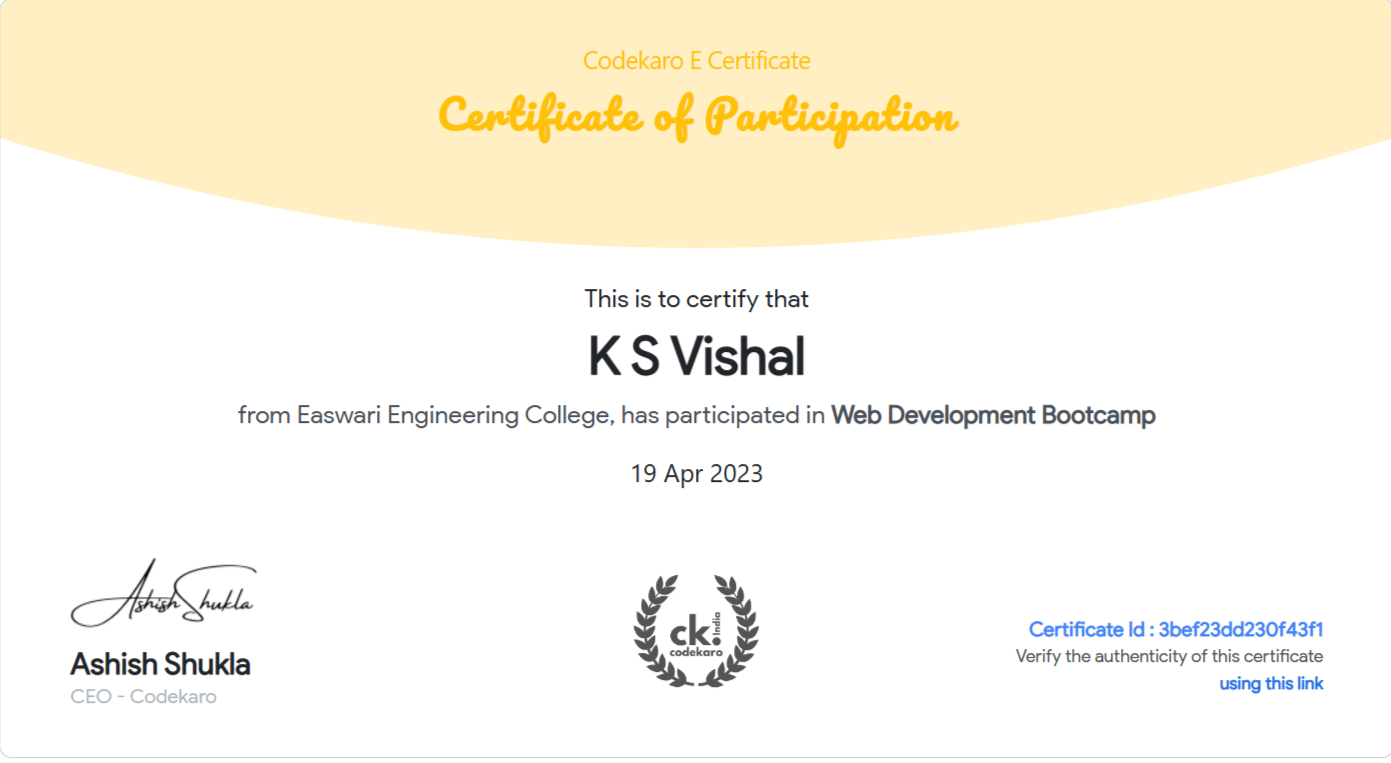 Codekaro E Certificate
Certificate of Participation
This is to certify that
K S Vishal
from Easwari Engineering College, has participated in Web Development Bootcamp
19 Apr 2023
Ashish Shukla
Ashish Shukla
CEO - Codekaro
ck.
India
codekaro
Certificate Id : 3bef23dd230f43f1
Verify the authenticity of this certificate
using this link